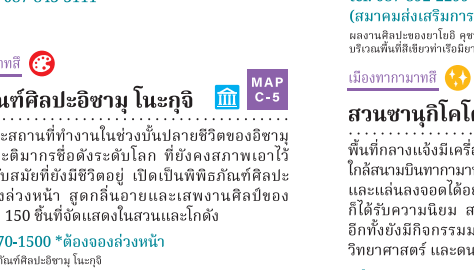 าทสี
ณฑ์ศิลปะอิซามุ โนะกุจิ
MAP
C-5
ะสถานที่ทำงานในช่วงบั้นปลายชีวิตของอิซามุ
ะติมากรชื่อดังระดับโลก ที่ยังคงสภาพเอาไว้
บสมัยที่ยังมีชีวิตอยู่ เปิดเป็นพิพิธภัณฑ์ศิลปะ
งล่วงหน้า สูดกลิ่นอายและเสพงานศิลป์ของ
150 ชิ้นที่จัดแสดงในสวนและโกดัง
70-1500 *ต้องจองล่วงหน้า
ภัณฑ์ศิลปะอิซามุ โนะกุจิ
(สมาคมส่งเสริมการ
ผลงานศิลปะของยาโยอิ คุซ
บริเวณพื้นที่สีเขียวท่าเรือมิยา
เมืองทากามาทสึ
สวนซานุกิโคโด
พื้นที่กลางแจ้งมีเครื่
ใกล้สนามบินทากามา
และแล่นลงจอดได้อย
ก็ได้รับความนิยม ส
อีกทั้งยังมีกิจกรรมม
วิทยาศาสตร์ และดน